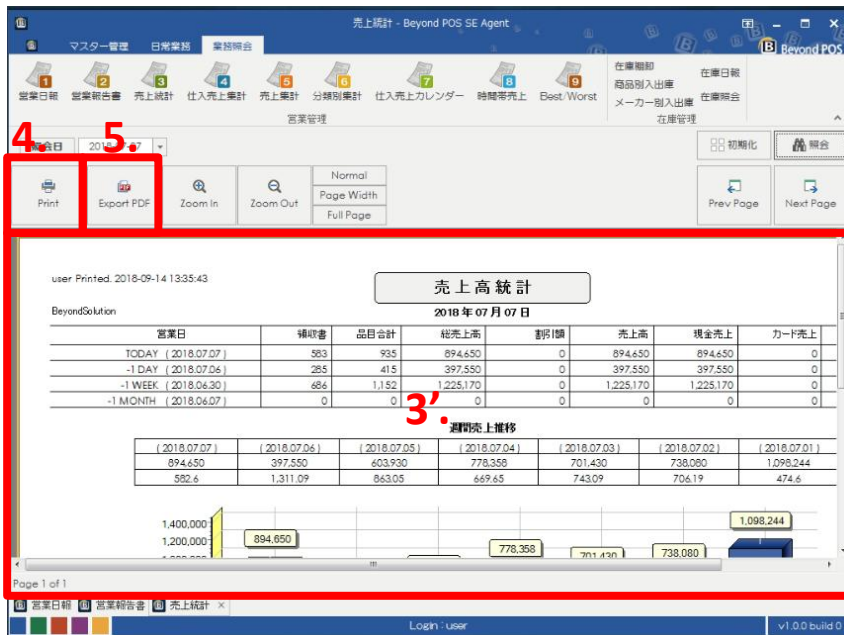 売上統計 - Beyond POS SE Agent
マスター管理 日常業務 業務照会
Beyond POS
1 2 3 4 5 6 7 8 9
営業日報 営業報告書 売上統計 仕入売上集計 売上集計 分類別集計 仕入売上カレンダー 時間帯売上 Best/Worst
在庫棚卸 在庫日報
商品別入出庫
メーカー別入出庫 在庫照会
営業管理 在庫管理
4. 5.
照会日 2018-07-07 初期化 照会
Print Export PDF Zoom In Zoom Out Normal Page Width Full Page Prev Page Next Page
user Printed. 2018-09-14 13:35:43
売上高統計
BeyondSolution 2018 年 07 月 07 日
営業日 領収書 品目合計 総売上高 割引額 売上高 現金売上 カード売上
TODAY ( 2018.07.07 ) 583 935 894,650 0 894,650 894,650 0
-1 DAY ( 2018.07.06 ) 285 415 397,550 0 397,550 397,550 0
-1 WEEK ( 2018.06.30 ) 686 1,152 1,225,170 0 1,225,170 1,225,170 0
-1 MONTH ( 2018.06.07 ) 0 0 0 0 0 0 0
3'.
週間売上推移
( 2018.07.07 ) ( 2018.07.06 ) ( 2018.07.05 ) ( 2018.07.04 ) ( 2018.07.03 ) ( 2018.07.02 ) ( 2018.07.01 )
894,650 397,550 603,930 778,358 701,430 738,080 1,098,244
582.6 1,311.09 863.05 669.65 743.09 706.19 474.6
1,400,000
1,200,000
894,650 778,358 701,430 738,080 1,098,244
Page 1 of 1
営業日報 営業報告書 売上統計 ×
Login : user v1.0.0 build 0